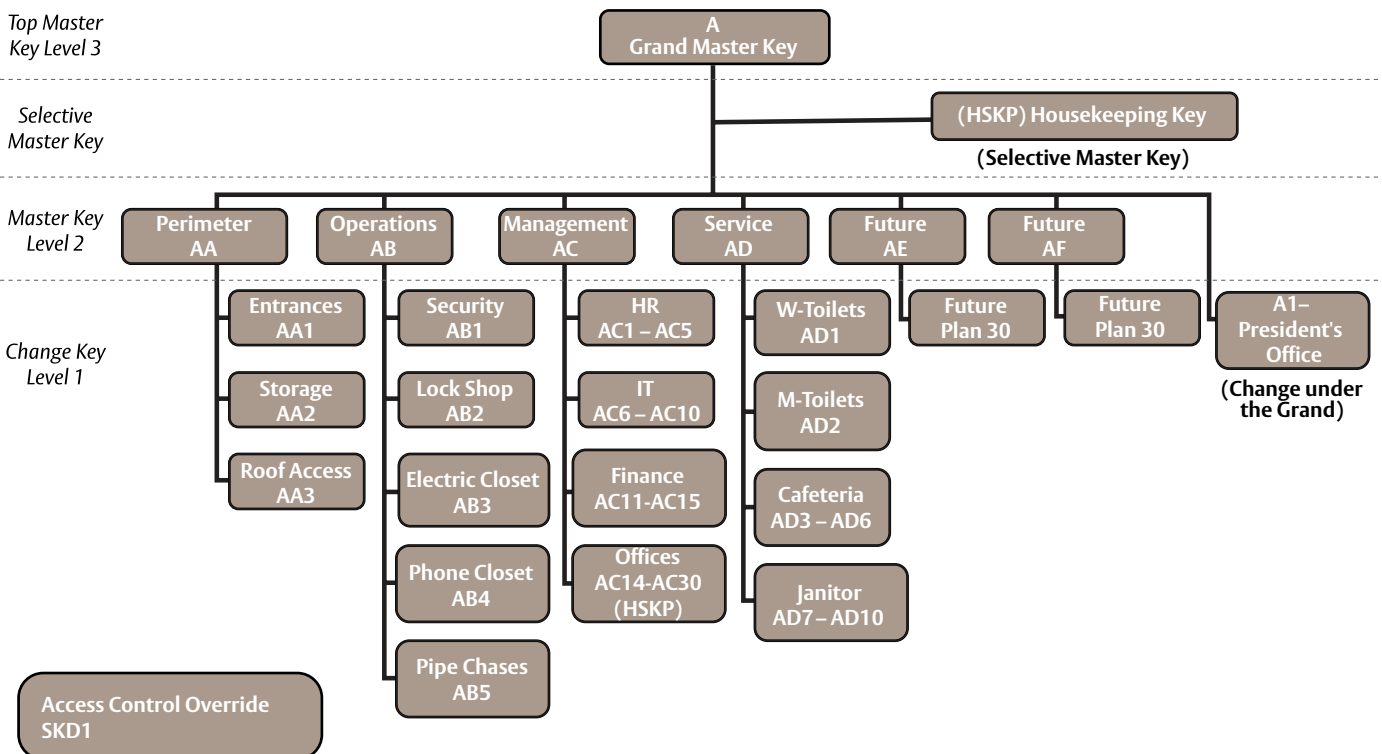 Top Master
Key Level 3
A
Grand Master Key
Selective
Master Key
(HSKP) Housekeeping Key
(Selective Master Key)
Master Key
Level 2
Perimeter
AA
Operations
AB
Management
AC
Service
AD
Future
AE
Future
AF
Change Key
Level 1
Entrances
AA1
Storage
AA2
Roof Access
AA3
Security
AB1
Lock Shop
AB2
Electric Closet
AB3
Phone Closet
AB4
Pipe Chases
AB5
HR
AC1 – AC5
IT
AC6 – AC10
Finance
AC11-AC15
Offices
AC14-AC30
(HSKP)
W-Toilets
AD1
M-Toilets
AD2
Cafeteria
AD3 – AD6
Janitor
AD7 – AD10
Future
Plan 30
Future
Plan 30
A1–
President's
Office
(Change under
the Grand)
Access Control Override
SKD1